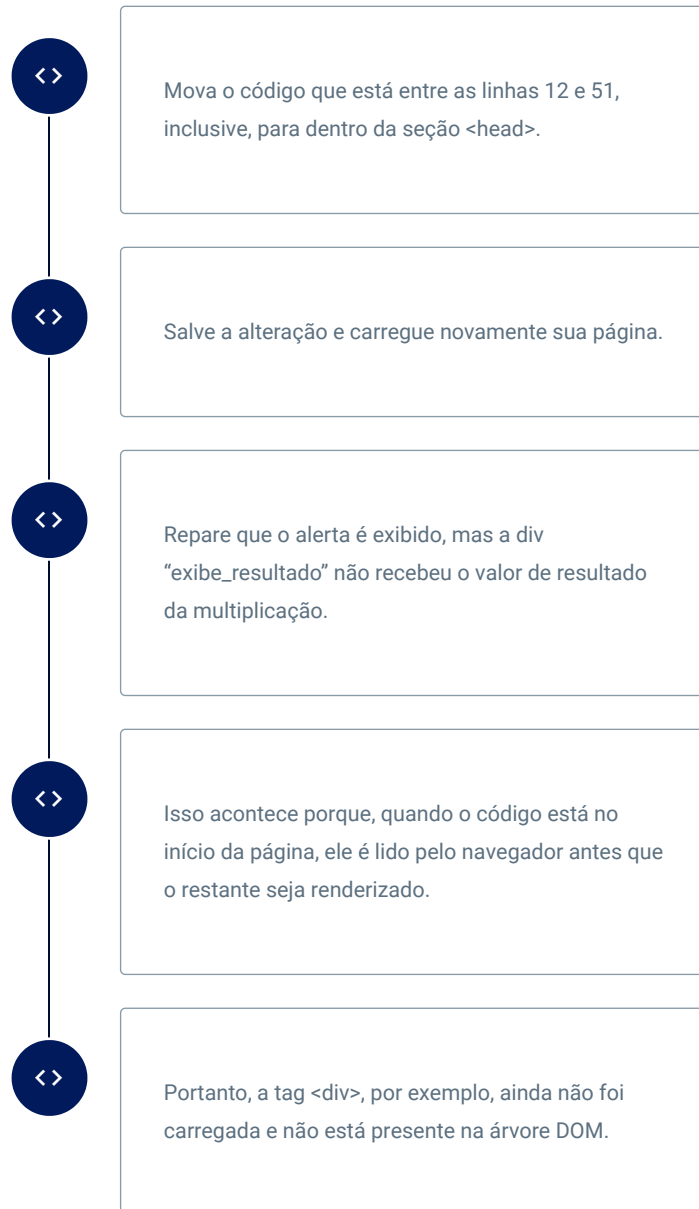 Mova o código que está entre as linhas 12 e 51,
inclusive, para dentro da seção <head>.
Salve a alteração e carregue novamente sua página.
Repare que o alerta é exibido, mas a div
“exibe_resultado” não recebeu o valor de resultado
da multiplicação.
Isso acontece porque, quando o código está no
início da página, ele é lido pelo navegador antes que
o restante seja renderizado.
Portanto, a tag <div>, por exemplo, ainda não foi
carregada e não está presente na árvore DOM.